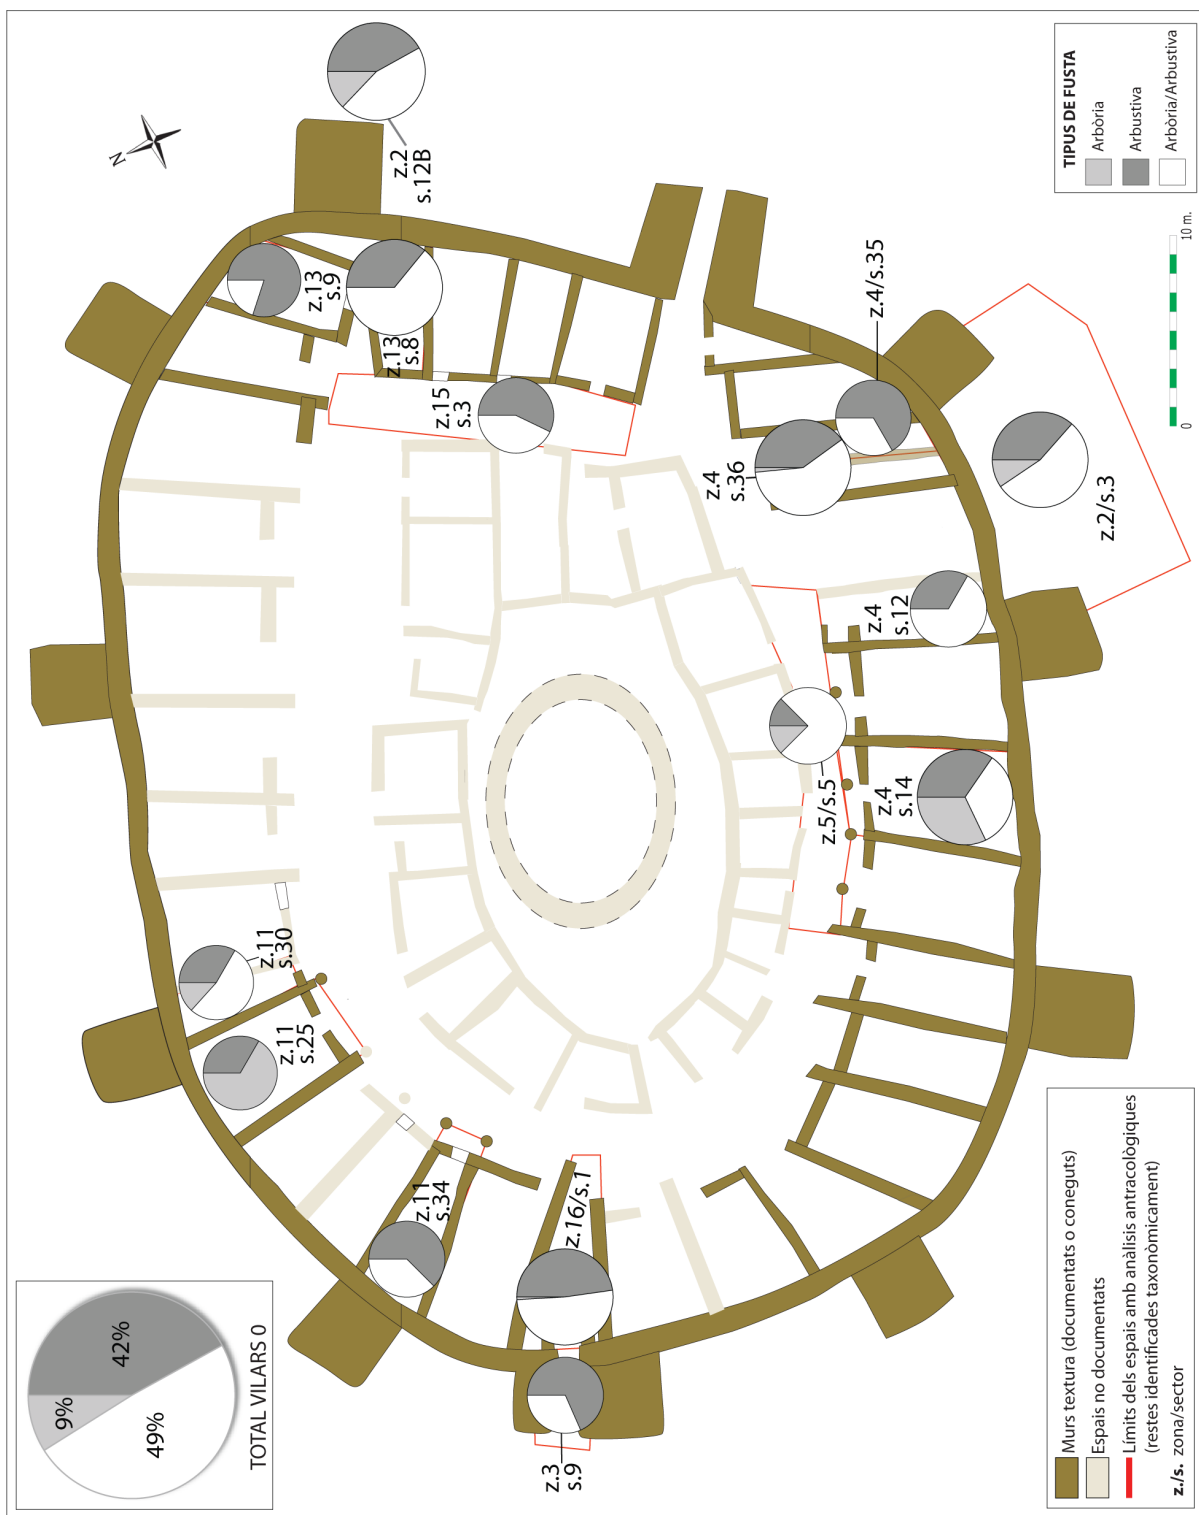 N
z.2
s.12B
TIPUS DE FUSTA
Arbòria
Arbustiva
Arbòria/Arbustiva
0
10 m.
z.13
s.9
z.13
s.8
z.15
s.3
z.4/s.35
z.4
s.36
z.2/s.3
z.4
s.12
z.5/s.5
z.4
s.14
z.11
s.30
z.11
s.25
z.11
s.34
z.16/s.1
z.3
s.9
42%
9%
49%
TOTAL VILARS 0
Murs textura (documentats o coneguts)
Espais no documentats
Límits dels espais amb anàlisis antracològiques
(restes identificades taxonòmicament)
z./s. zona/sector